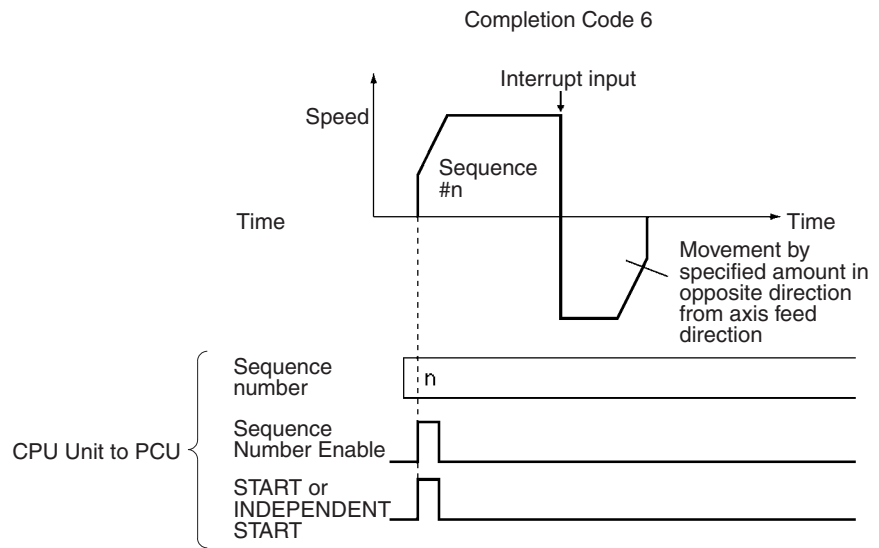 Completion Code 6
Interrupt input
Speed
Sequence
#n
Time
Time
Movement by
specified amount in
opposite direction
from axis feed
direction
Sequence
number
n
Sequence
Number Enable
CPU Unit to PCU
START or
INDEPENDENT
START